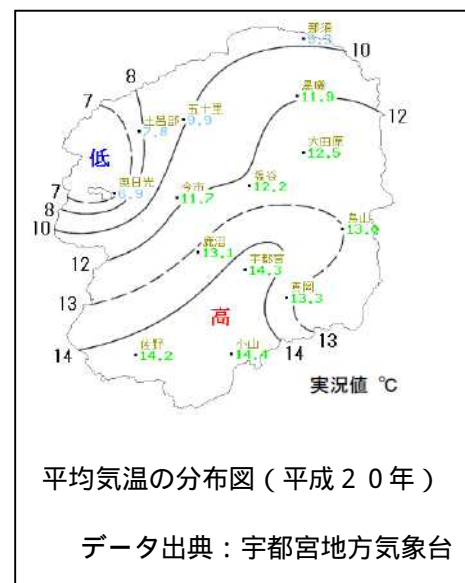 那須
8
10
7
黒磯
11.9
五十里
9.9
土呂部
7.8
12
低
大田原
12.5
塩谷
12.2
奥日光
6.9
7
今市
11.7
8
10
烏山
13.0
12
鹿沼
13.1
宇都宮
14.3
真岡
13.3
13
高
13
14
佐野
14.2
小山
14.4
14
実況値 ℃
平均気温の分布図（平成２０年）
データ出典：宇都宮地方気象台